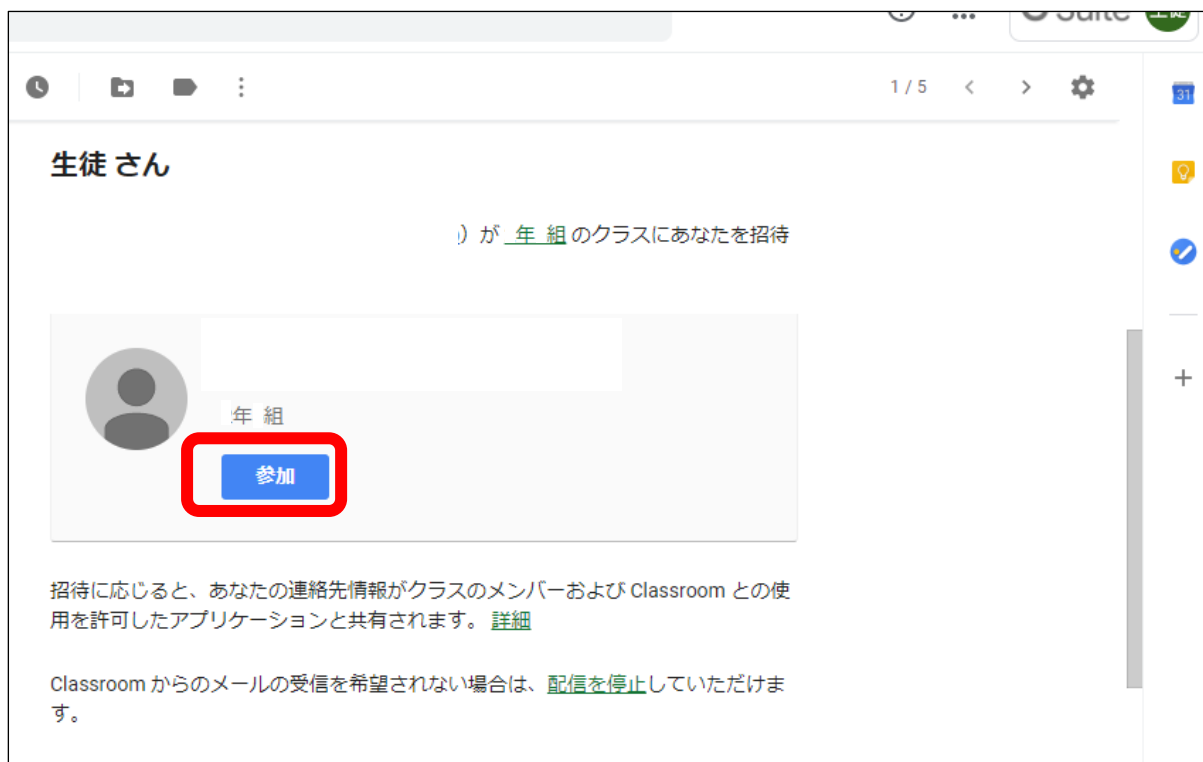 Suite 生徒
1 / 5
31
生徒 さん
）が 年 組 のクラスにあなたを招待
年 組
参加
招待に応じると、あなたの連絡先情報がクラスのメンバーおよび Classroom との使
用を許可したアプリケーションと共有されます。 詳細
Classroom からのメールの受信を希望されない場合は、配信を停止していただけま
す。